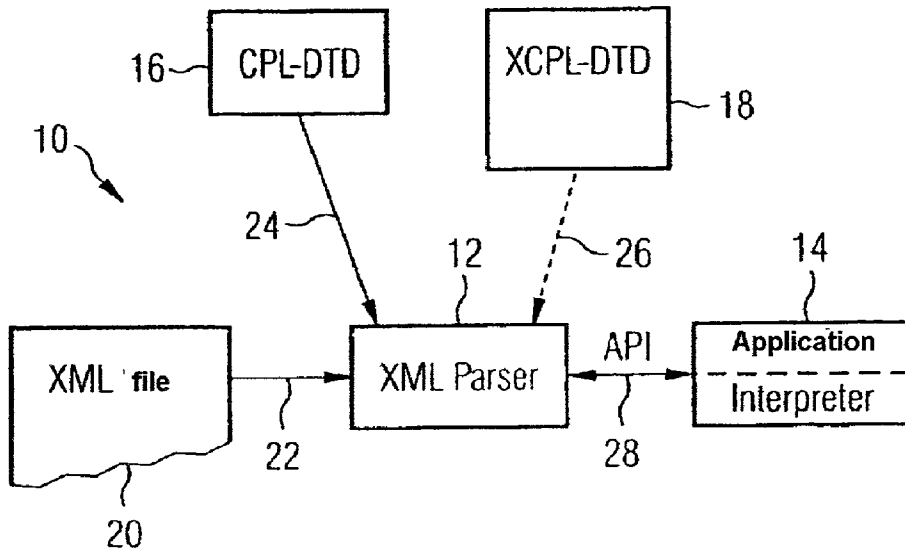 16
CPL-DTD
XCPL-DTD
18
10
24
26
12
14
XML file
22
XML Parser
API
28
Application
Interpreter
20